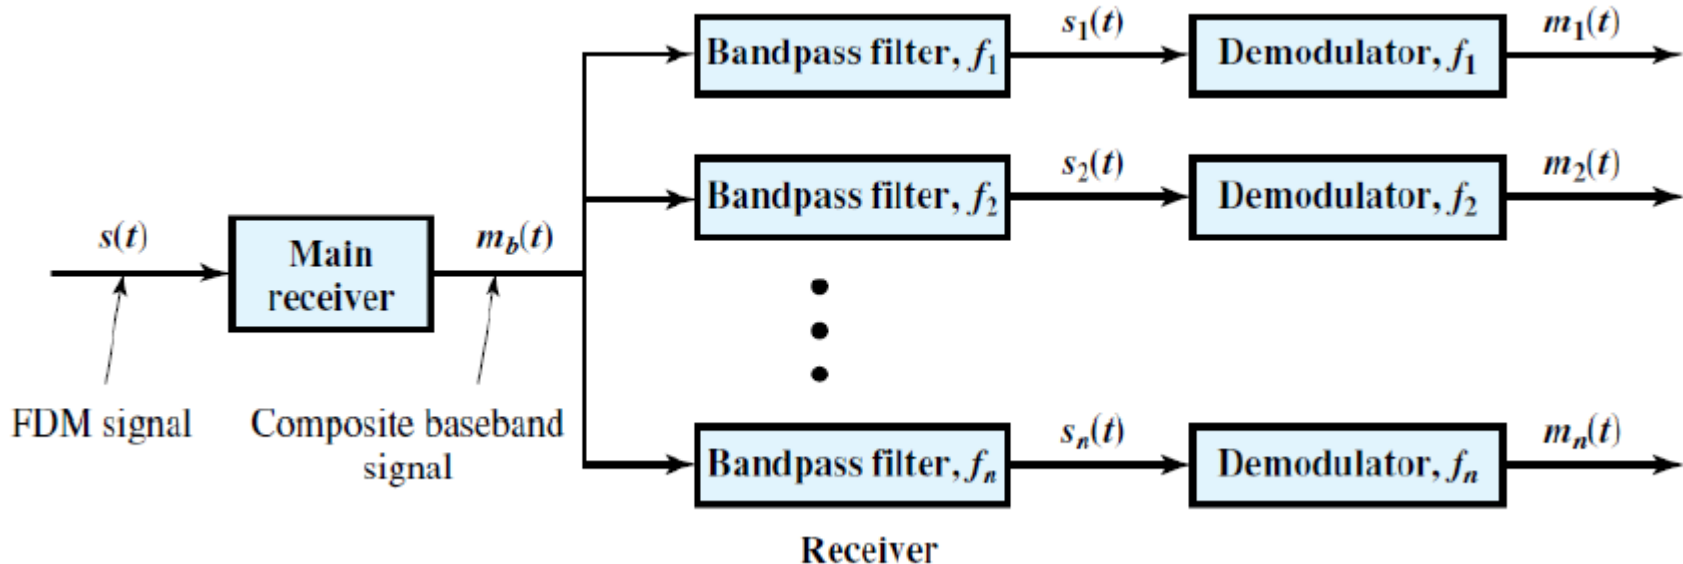 s₁(t)
m₁(t)
Bandpass filter, f₁
Demodulator, f₁
s₂(t)
m₂(t)
Bandpass filter, f₂
Demodulator, f₂
s(t)
Main
receiver
m_b(t)
FDM signal
Composite baseband
signal
sₙ(t)
mₙ(t)
Bandpass filter, fₙ
Demodulator, fₙ
Receiver